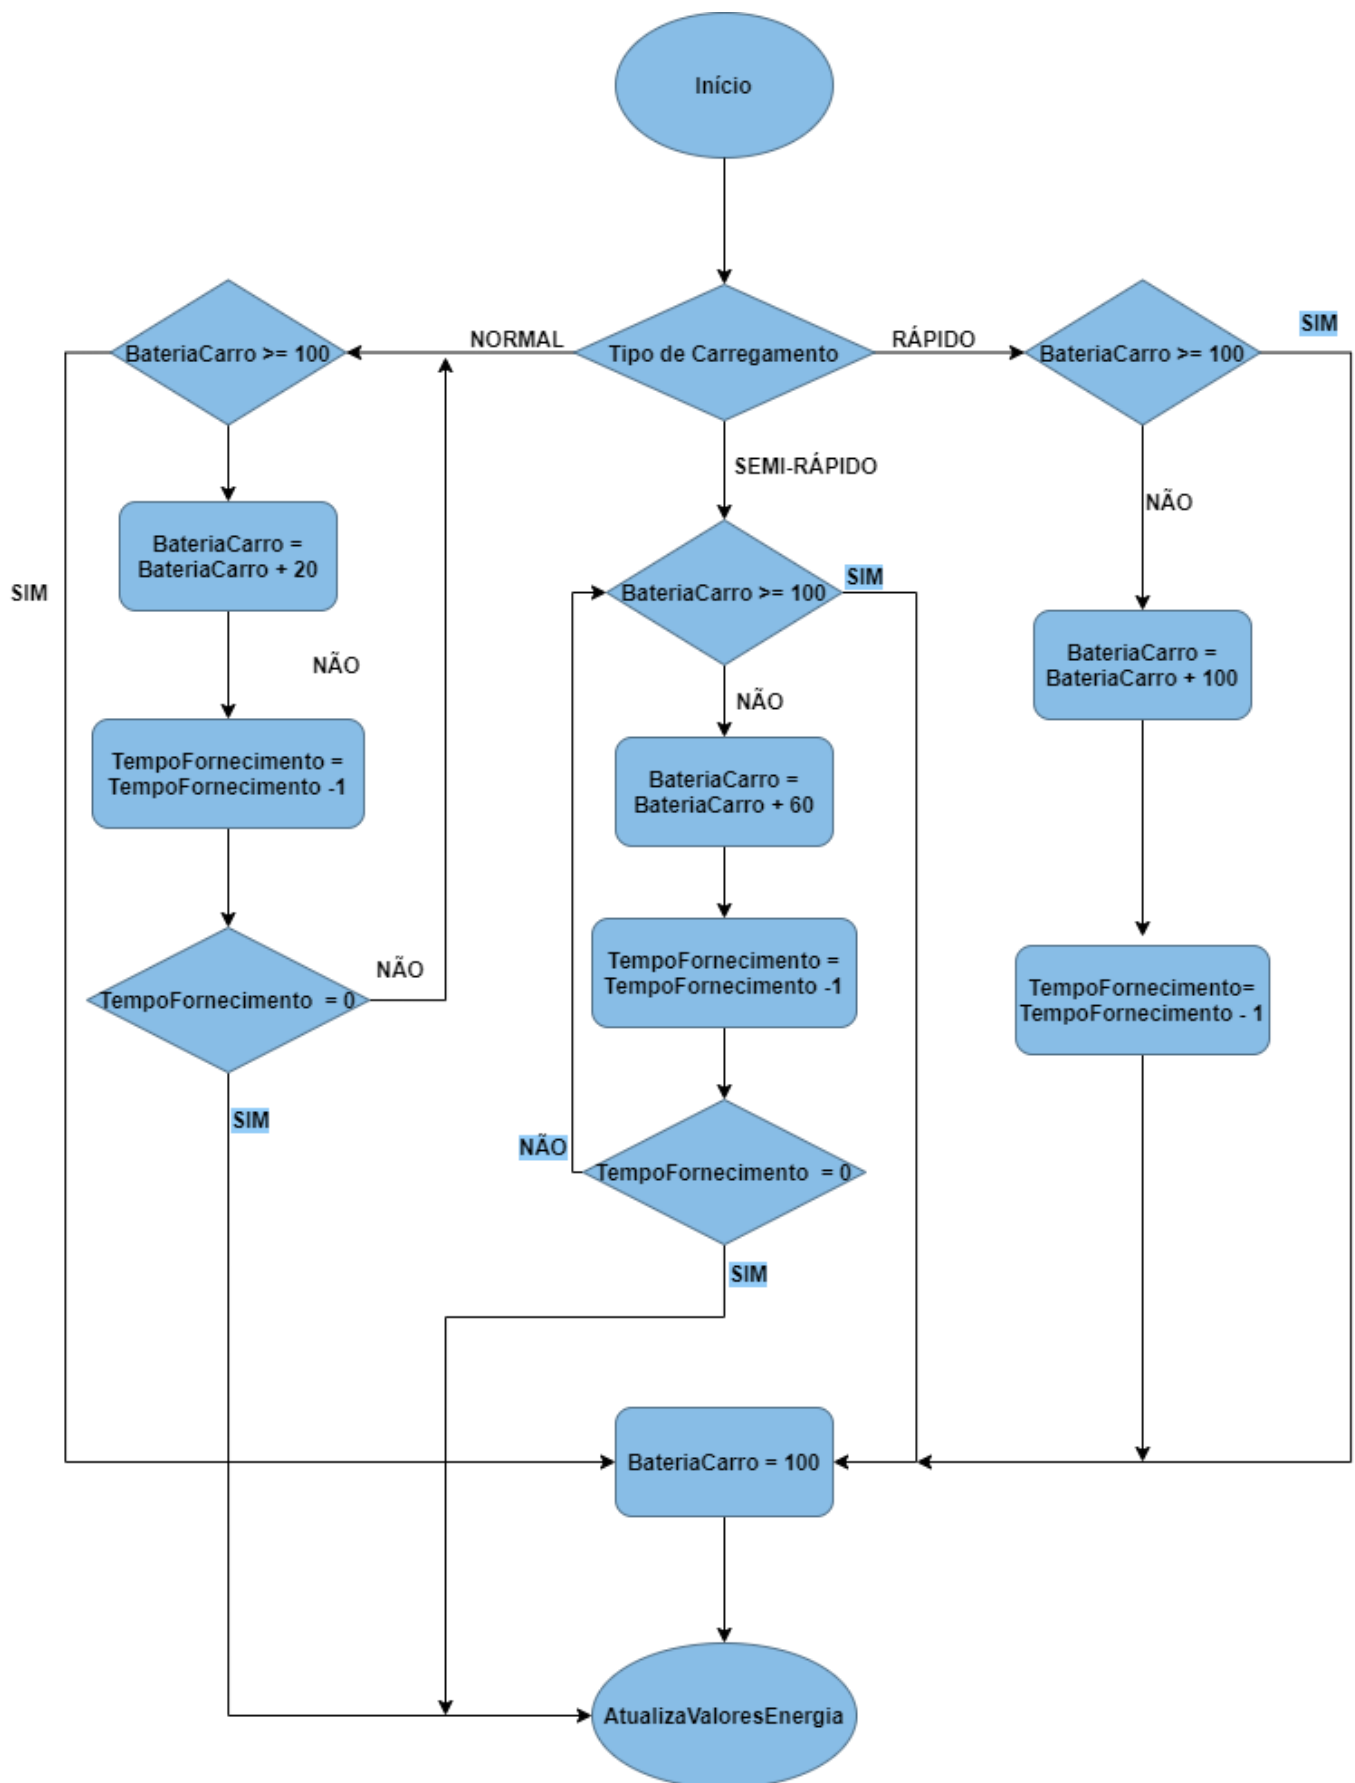 Início
NORMAL
RÁPIDO
SIM
BateriaCarro >= 100
Tipo de Carregamento
BateriaCarro >= 100
SEMI-RÁPIDO
NÃO
BateriaCarro =
BateriaCarro + 20
SIM
BateriaCarro >= 100
SIM
NÃO
BateriaCarro =
BateriaCarro + 100
NÃO
TempoFornecimento =
TempoFornecimento -1
BateriaCarro =
BateriaCarro + 60
NÃO
TempoFornecimento =
TempoFornecimento -1
TempoFornecimento = 0
TempoFornecimento=
TempoFornecimento - 1
SIM
NÃO
TempoFornecimento = 0
SIM
BateriaCarro = 100
AtualizaValoresEnergia